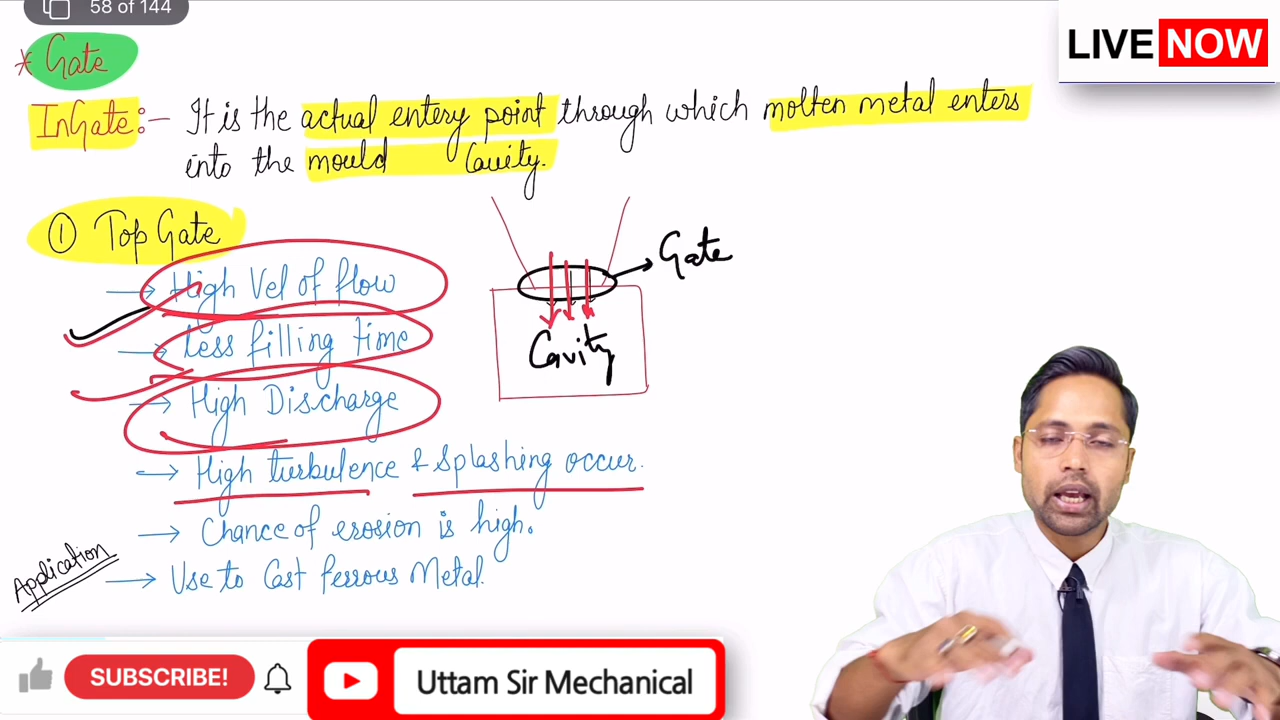 58 of 144
LIVE NOW
* Gate
InGate:- It is the actual entery point through which molten metal enters
into the mould Cavity.
① Top Gate
→ High Vel of flow
→ Less filling time
→ High Discharge
→ High turbulence & Splashing occur.
→ Chance of erosion is high.
Application → Use to Cast ferrous Metal.
Gate
Cavity
SUBSCRIBE!
Uttam Sir Mechanical